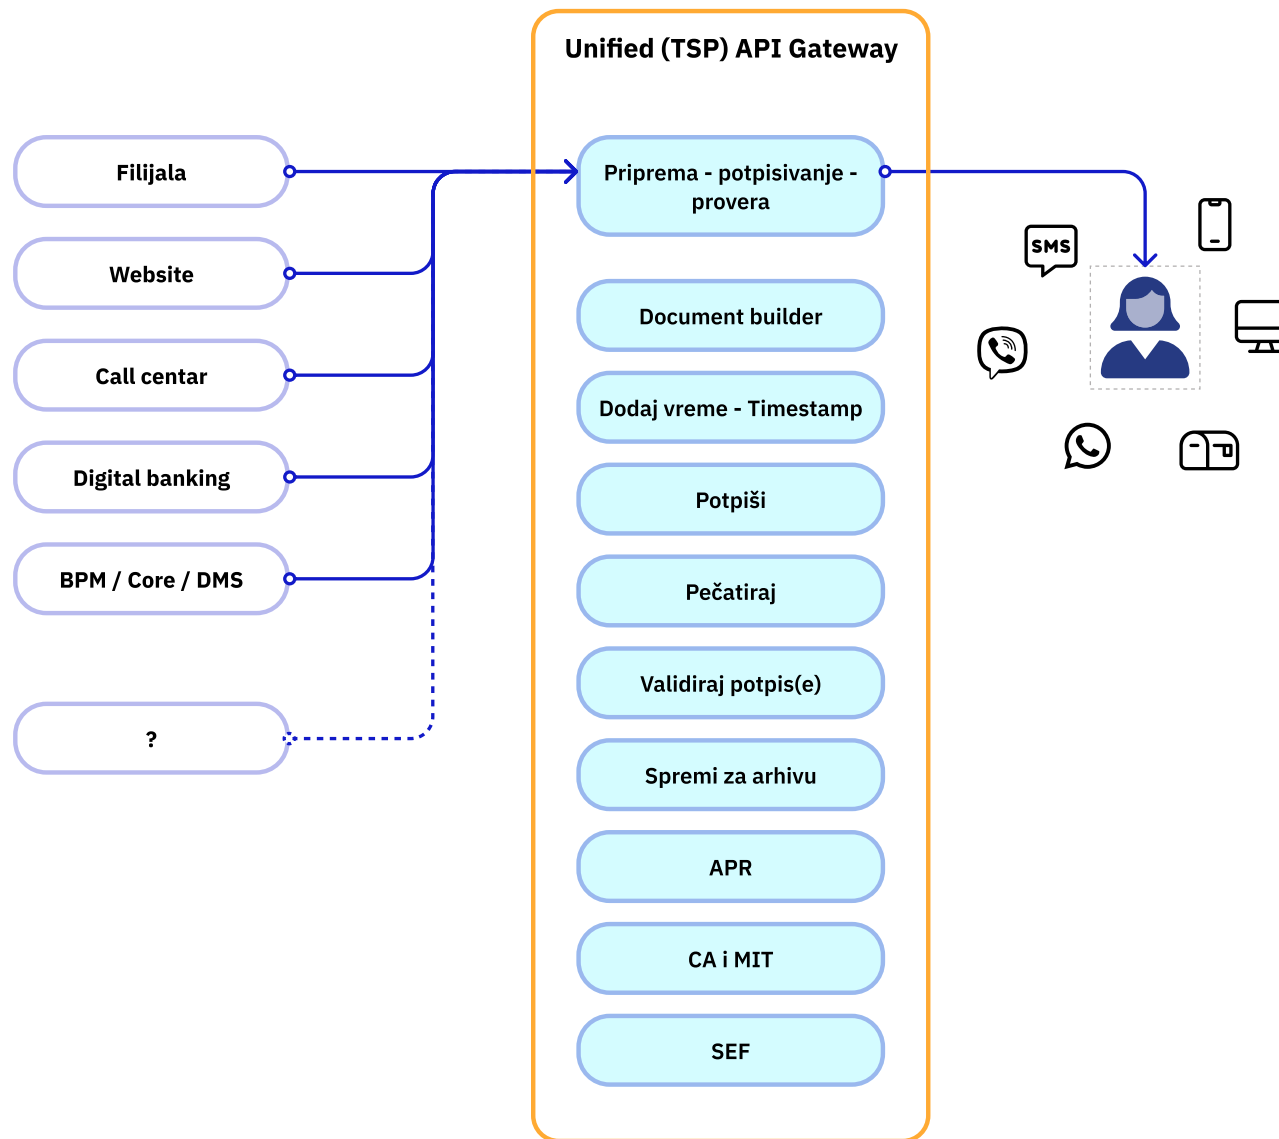 Unified (TSP) API Gateway
Filijala
Website
Call centar
Digital banking
BPM / Core / DMS
?
Priprema - potpisivanje -
provera
Document builder
Dodaj vreme - Timestamp
Potpiši
Pečatiraj
Validiraj potpis(e)
Spremi za arhivu
APR
CA i MIT
SEF
SMS